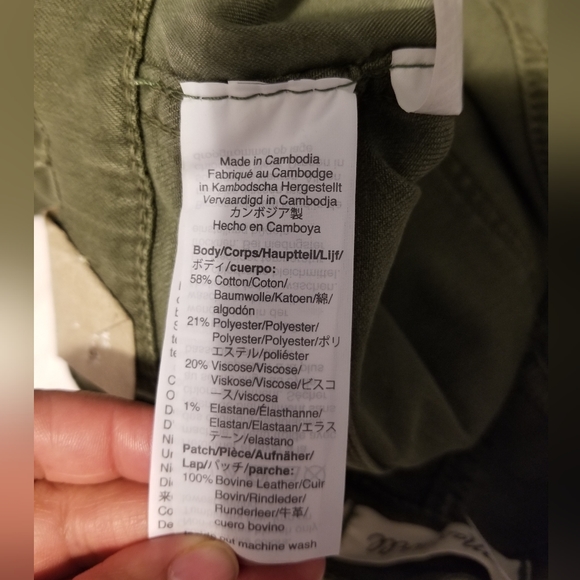 Made in Cambodia
Fabriqué au Cambodge
in Kambodscha Hergestellt
Vervaardigd in Cambodja
カンボジア製
Hecho en Camboya
Body/Corps/Hauptteil/Lijf/
ボディ/cuerpo:
58% Cotton/Coton/
Baumwolle/Katoen/綿/
algodón
21% Polyester/Polyester/
Polyester/Polyester/ポリ
エステル/poliéster
20% Viscose/Viscose/
Viskose/Viscose/ビスコ
ース/viscosa
1% Elastane/Élasthanne/
Elastan/Elastaan/エラス
テーン/elastano
Patch/Pièce/Aufnäher/
Lap/パッチ/parche:
100% Bovine Leather/Cuir
Bovin/Rindleder/
Runderleer/牛革/
cuero bovino
machine wash